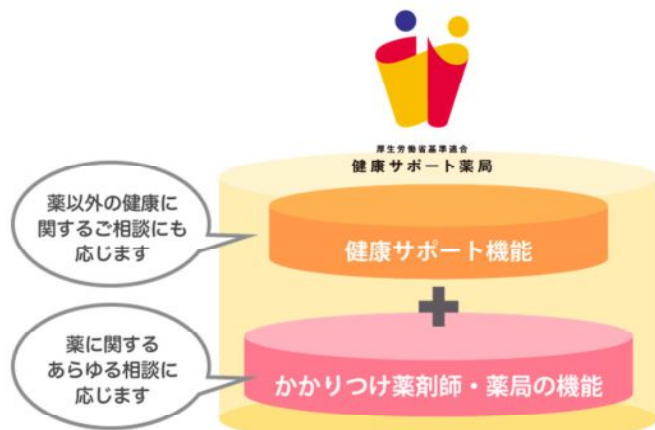 厚生労働省基準適合
健康サポート薬局
薬以外の健康に
関するご相談にも
応じます
健康サポート機能
薬に関する
あらゆる相談に
応じます
かかりつけ薬剤師・薬局の機能